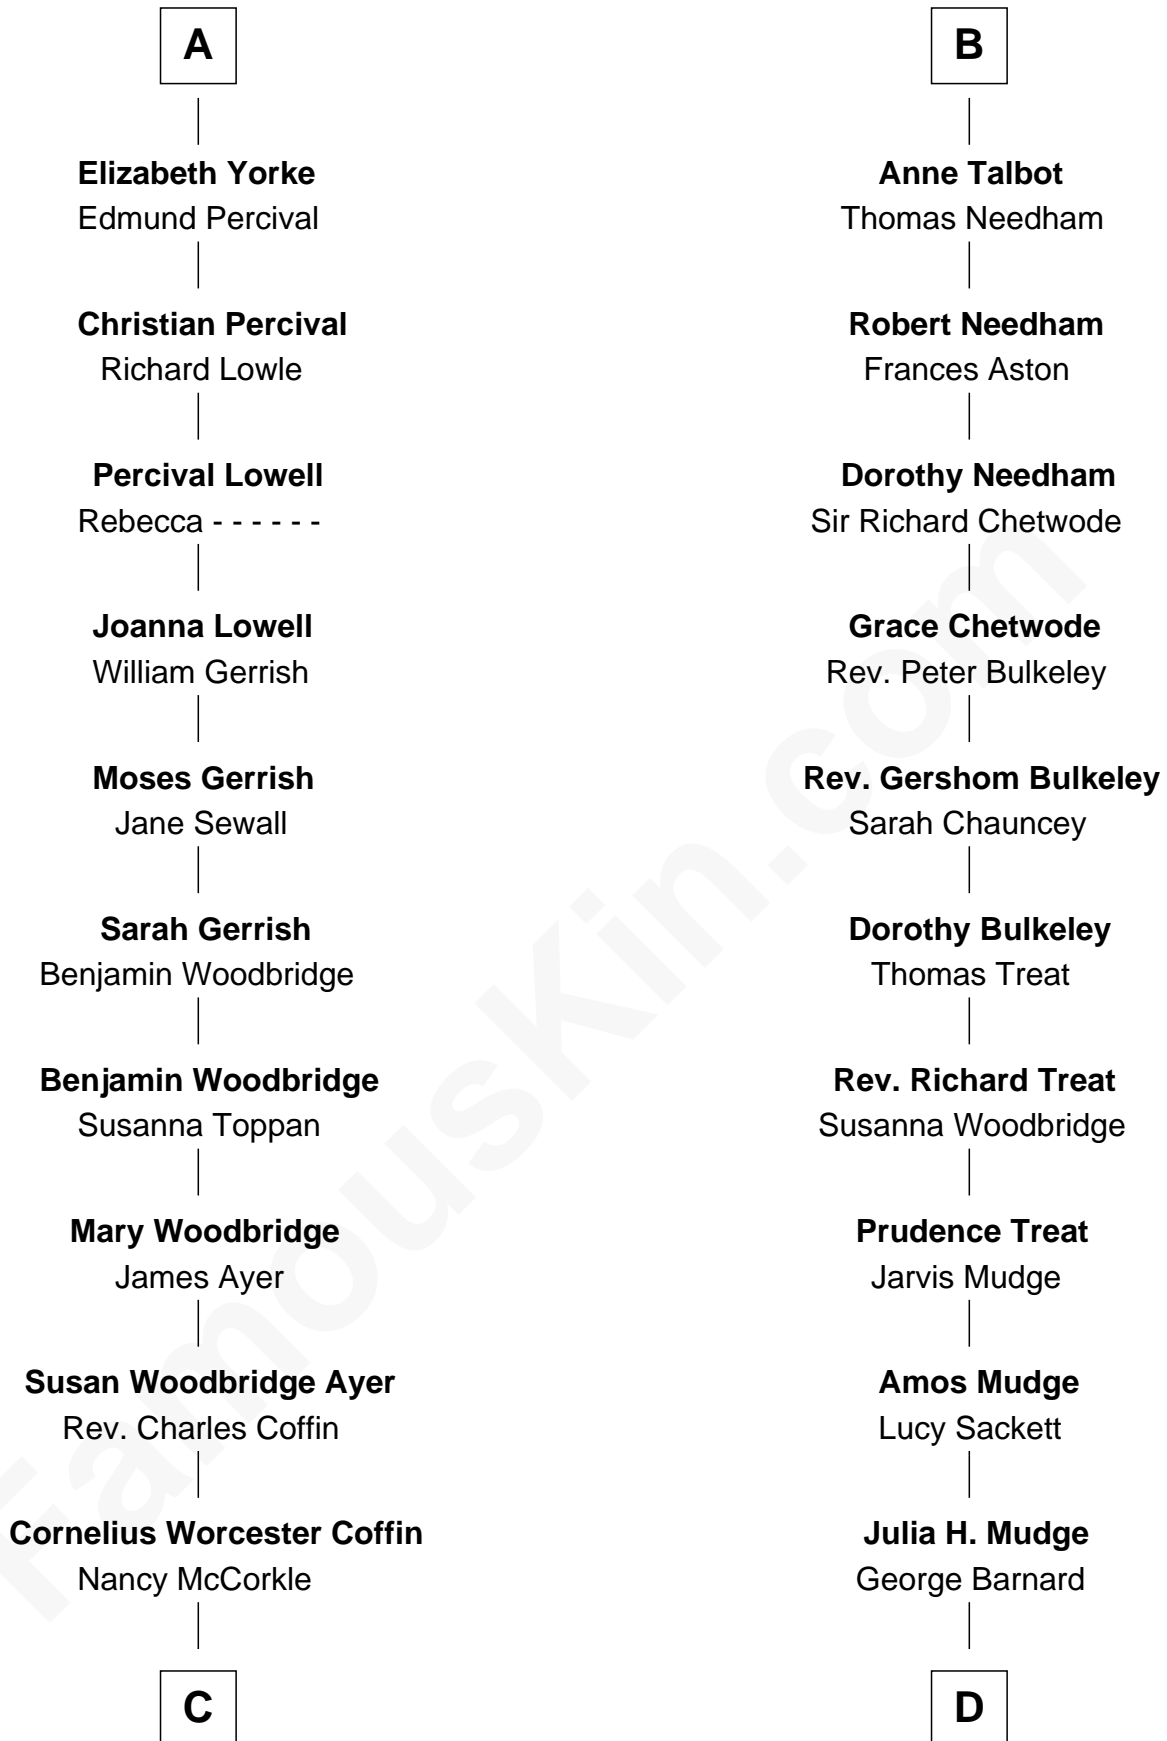 A
Elizabeth Yorke
Edmund Percival
Christian Percival
Richard Lowle
Percival Lowell
Rebecca - - - - - -
Joanna Lowell
William Gerrish
Moses Gerrish
Jane Sewall
Sarah Gerrish
Benjamin Woodbridge
Benjamin Woodbridge
Susanna Toppan
Mary Woodbridge
James Ayer
Susan Woodbridge Ayer
Rev. Charles Coffin
Cornelius Worcester Coffin
Nancy McCorkle
C
B
Anne Talbot
Thomas Needham
Robert Needham
Frances Aston
Dorothy Needham
Sir Richard Chetwode
Grace Chetwode
Rev. Peter Bulkeley
Rev. Gershom Bulkeley
Sarah Chauncey
Dorothy Bulkeley
Thomas Treat
Rev. Richard Treat
Susanna Woodbridge
Prudence Treat
Jarvis Mudge
Amos Mudge
Lucy Sackett
Julia H. Mudge
George Barnard
D
FamousKin.com